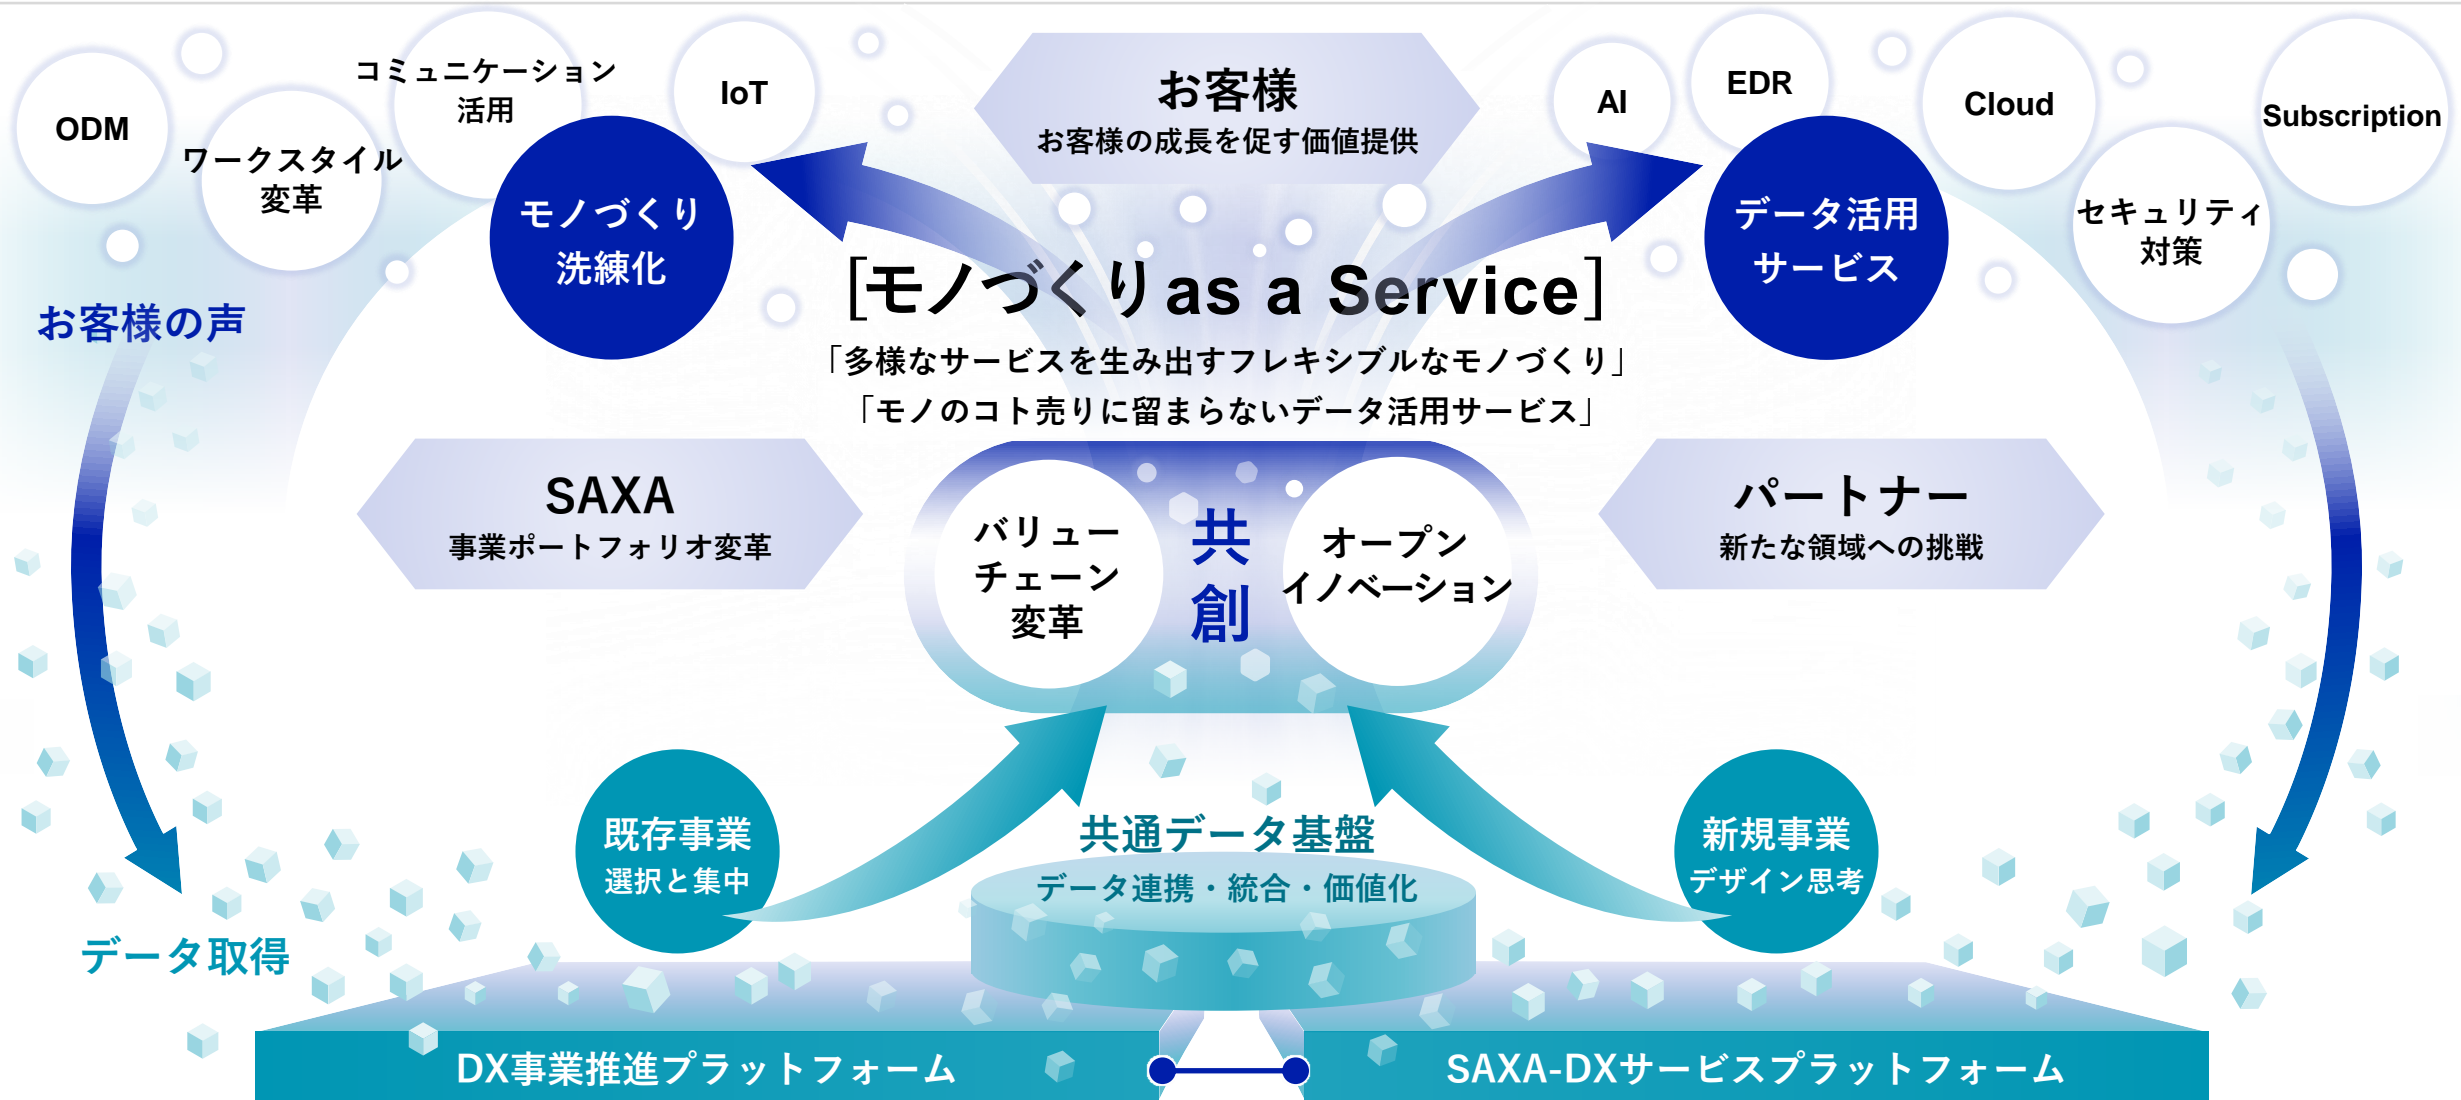 ODM
ワークスタイル
変革
コミュニケーション
活用
IoT
お客様
お客様の成長を促す価値提供
AI
EDR
Cloud
Subscription
セキュリティ
対策
モノづくり
洗練化
データ活用
サービス
お客様の声
[モノづくり as a Service]
「多様なサービスを生み出すフレキシブルなモノづくり」
「モノのコト売りに留まらないデータ活用サービス」
SAXA
事業ポートフォリオ変革
バリュー
チェーン
変革
共
創
オープン
イノベーション
パートナー
新たな領域への挑戦
既存事業
選択と集中
共通データ基盤
データ連携・統合・価値化
新規事業
デザイン思考
データ取得
DX事業推進プラットフォーム
SAXA-DXサービスプラットフォーム